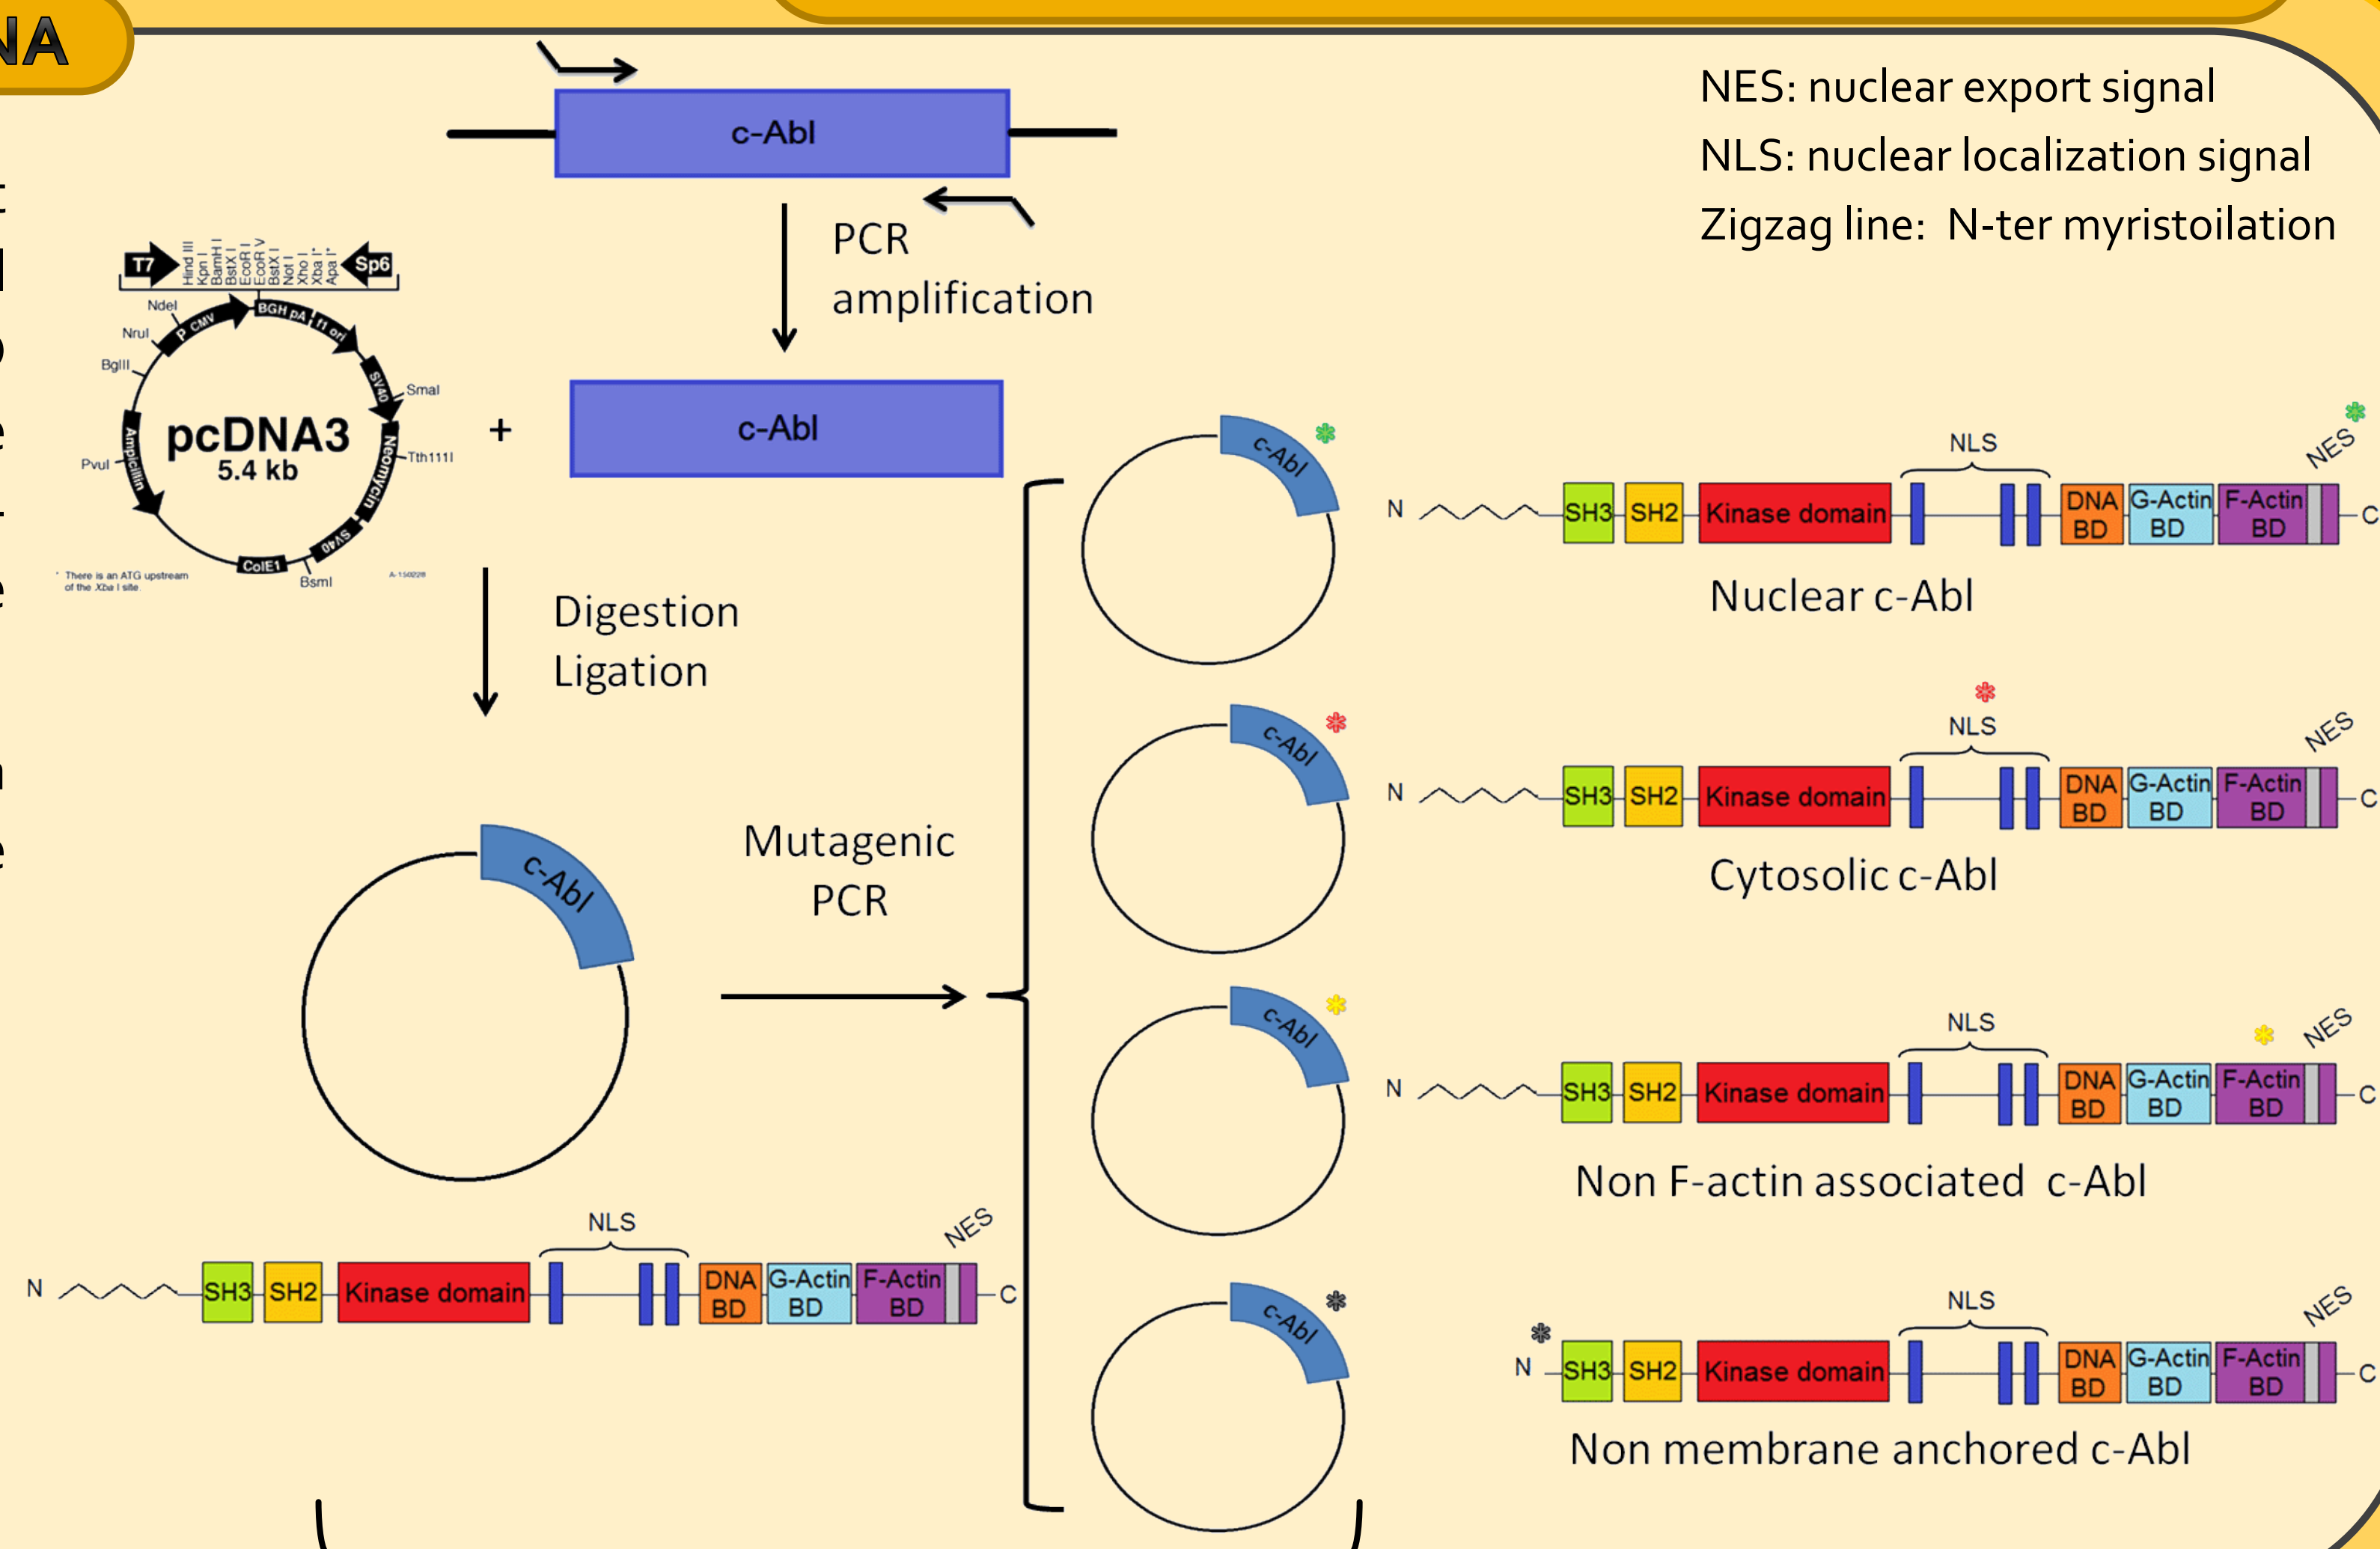 NA
NES: nuclear export signal
NLS: nuclear localization signal
Zigzag line:  N-ter myristoilation
c-Abl
PCR
amplification
T7
Hind III
Kpn I
BamH I
BstX I
EcoR I
EcoR V
BstX I
Not I
Xho I
Xba I*
Apa I*
Sp6
NdeI
NruI
BglII
PvuI
P CMV
BGH pA
f1 ori
SV40
SmaI
Neomycin
Tth111I
SV40
BsmI
ColE1
Ampicillin
pcDNA3
5.4 kb
* There is an ATG upstream
of the Xba I site.
A-150228
+
c-Abl
Digestion
Ligation
c-Abl
Mutagenic
PCR
N
SH3
SH2
Kinase domain
NLS
DNA
BD
G-Actin
BD
F-Actin
BD
NES
C
c-Abl
*
N
SH3
SH2
Kinase domain
NLS
DNA
BD
G-Actin
BD
F-Actin
BD
NES
*
C
Nuclear c-Abl
c-Abl
*
N
SH3
SH2
Kinase domain
*
NLS
DNA
BD
G-Actin
BD
F-Actin
BD
NES
C
Cytosolic c-Abl
c-Abl
*
N
SH3
SH2
Kinase domain
NLS
DNA
BD
G-Actin
BD
*
F-Actin
BD
NES
C
Non F-actin associated  c-Abl
c-Abl
*
*
N
SH3
SH2
Kinase domain
NLS
DNA
BD
G-Actin
BD
F-Actin
BD
NES
C
Non membrane anchored c-Abl